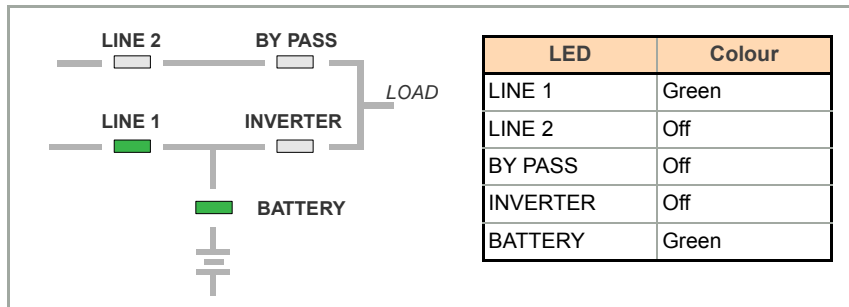 LINE 2 BY PASS
LOAD
LINE 1 INVERTER
BATTERY
LED Colour
LINE 1 Green
LINE 2 Off
BY PASS Off
INVERTER Off
BATTERY Green